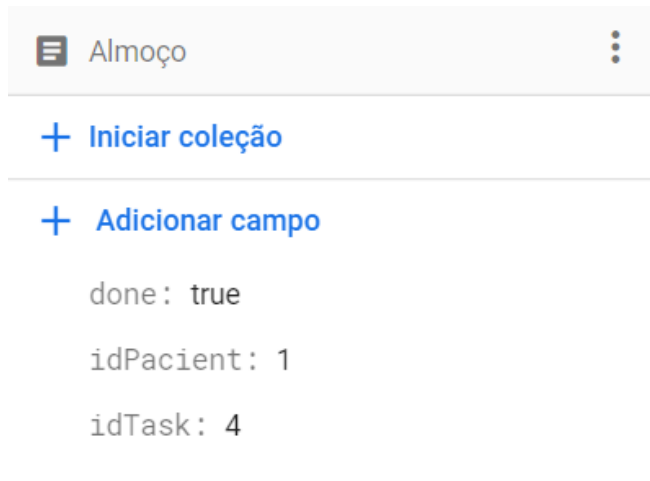 Almoço
+ Iniciar coleção
+ Adicionar campo
done: true
idPacient: 1
idTask: 4